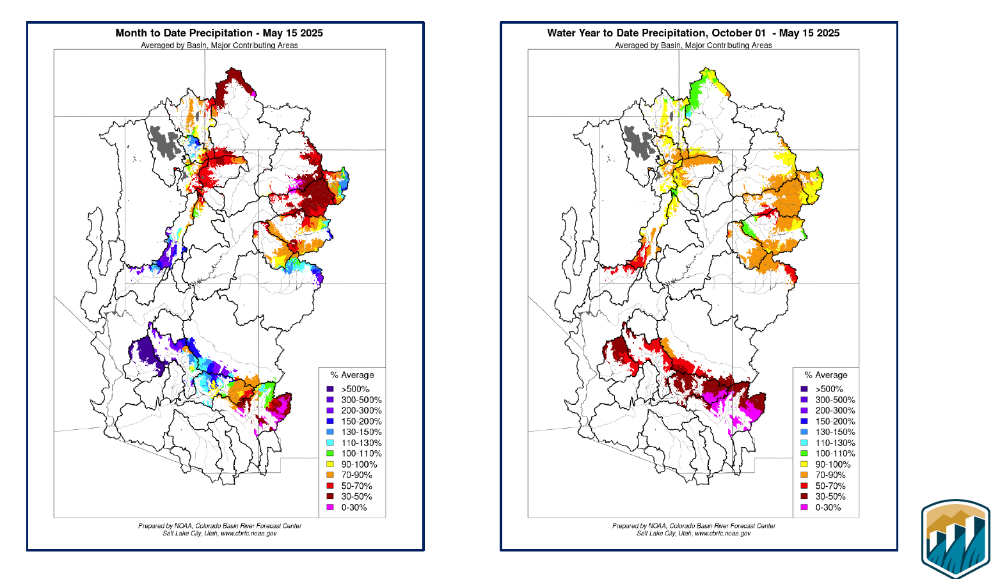 Month to Date Precipitation - May 15 2025
Averaged by Basin, Major Contributing Areas
% Average
>500%
300-500%
200-300%
150-200%
130-150%
110-130%
100-110%
90-100%
70-90%
50-70%
30-50%
0-30%
Prepared by NOAA, Colorado Basin River Forecast Center
Salt Lake City, Utah, www.cbrfc.noaa.gov
Water Year to Date Precipitation, October 01 - May 15 2025
Averaged by Basin, Major Contributing Areas
% Average
>500%
300-500%
200-300%
150-200%
130-150%
110-130%
100-110%
90-100%
70-90%
50-70%
30-50%
0-30%
Prepared by NOAA, Colorado Basin River Forecast Center
Salt Lake City, Utah, www.cbrfc.noaa.gov